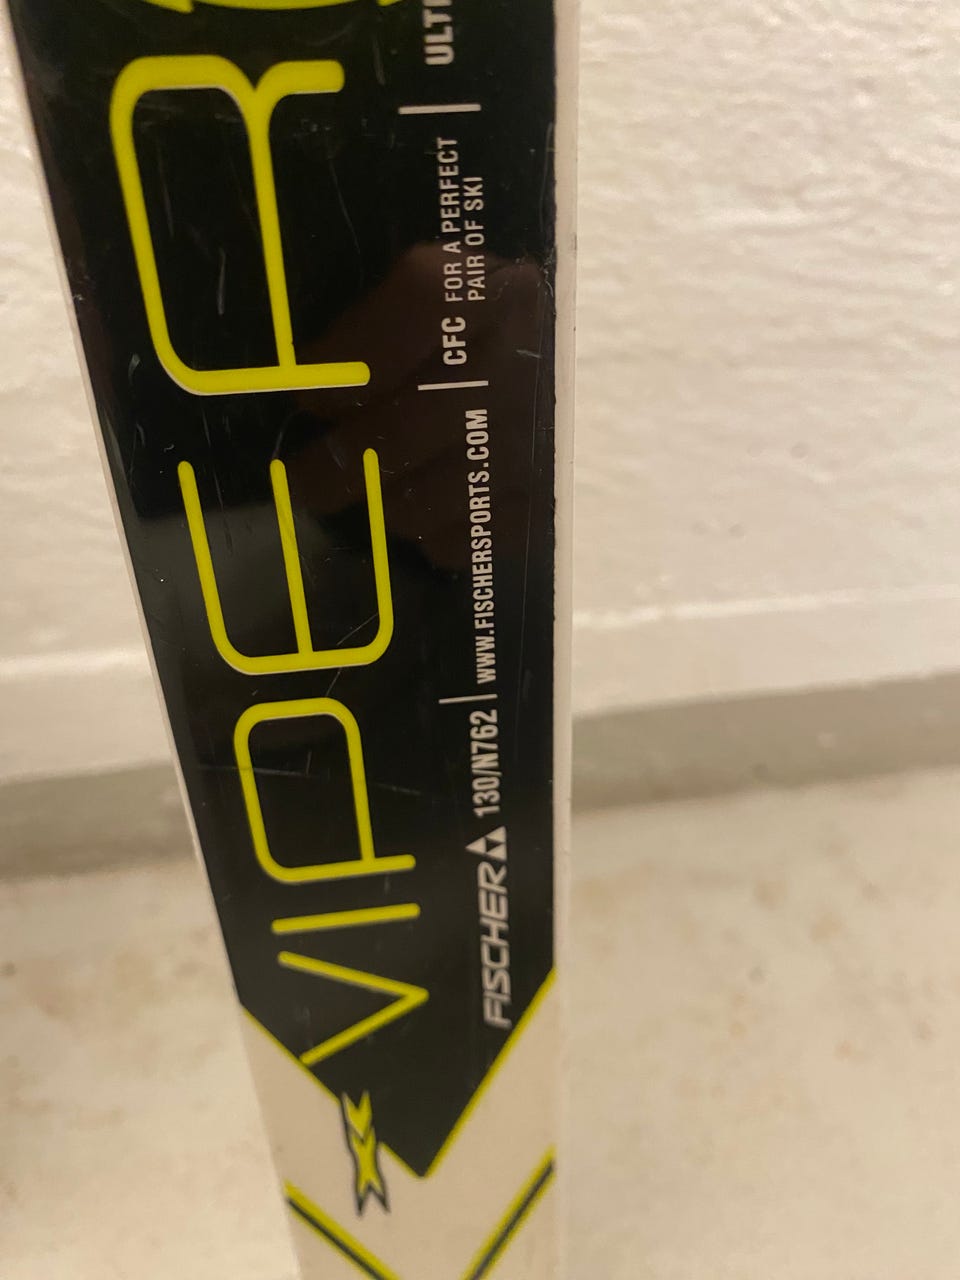 VIPER
FISCHER 130/N762 | WWW.FISCHERSPORTS.COM | CFC FOR A PERFECT
PAIR OF SKI |